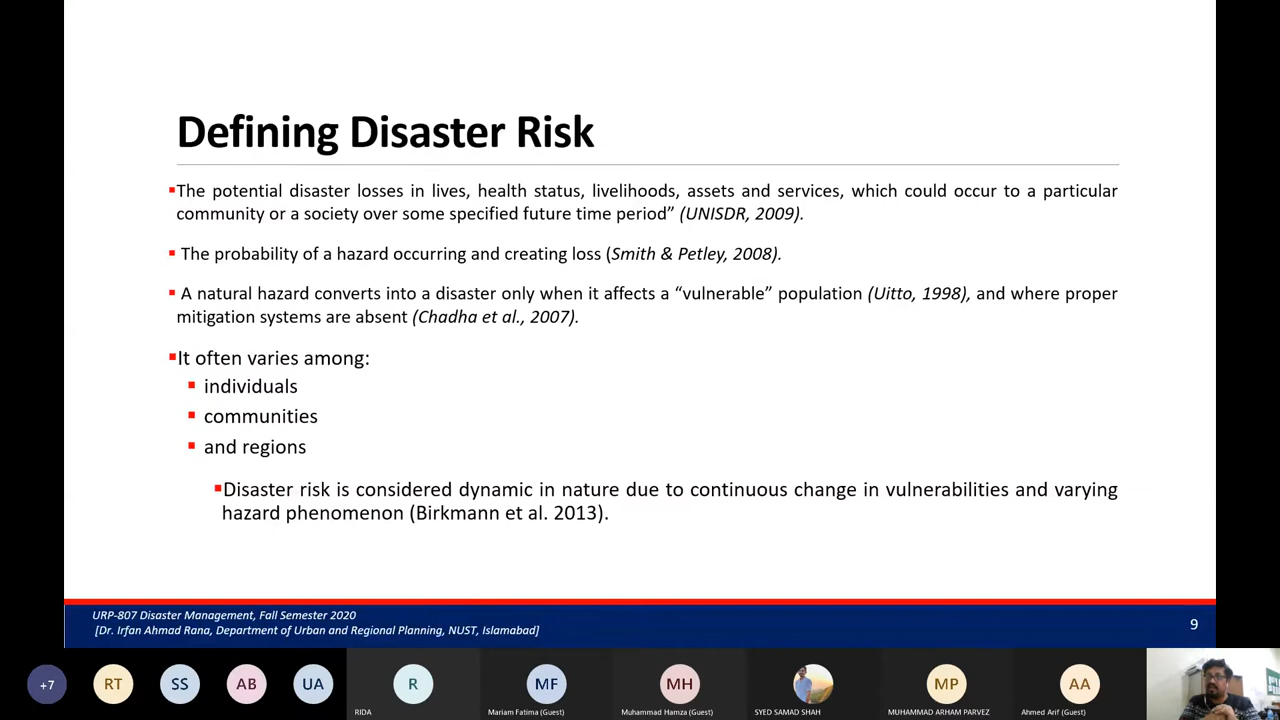 Defining Disaster Risk
▪The potential disaster losses in lives, health status, livelihoods, assets and services, which could occur to a particular
community or a society over some specified future time period” (UNISDR, 2009).
▪ The probability of a hazard occurring and creating loss (Smith & Petley, 2008).
▪ A natural hazard converts into a disaster only when it affects a “vulnerable” population (Uitto, 1998), and where proper
mitigation systems are absent (Chadha et al., 2007).
▪It often varies among:
▪ individuals
▪ communities
▪ and regions
▪Disaster risk is considered dynamic in nature due to continuous change in vulnerabilities and varying
hazard phenomenon (Birkmann et al. 2013).
URP-807 Disaster Management, Fall Semester 2020
[Dr. Irfan Ahmad Rana, Department of Urban and Regional Planning, NUST, Islamabad]
9
+7 RT SS AB UA R MF MH MP AA
RIDA Mariam Fatima (Guest) Muhammad Hamza (Guest) SYED SAMAD SHAH MUHAMMAD ARHAM PARVEZ Ahmed Arif (Guest)